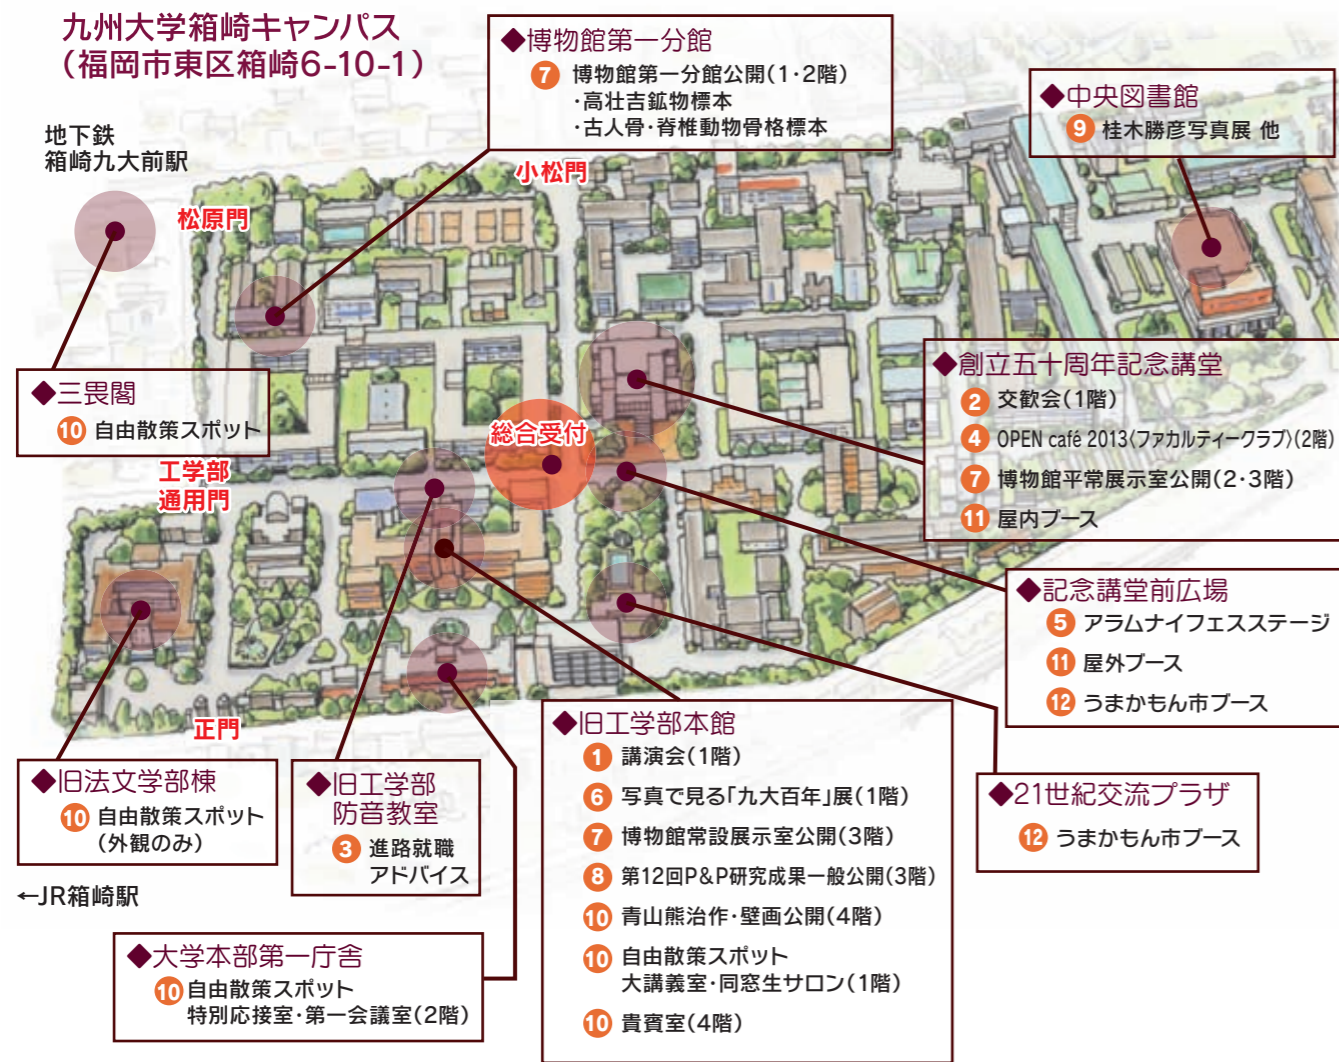 九州大学箱崎キャンパス
(福岡市東区箱崎6-10-1)
地下鉄
箱崎九大前駅
松原門
小松門
◆博物館第一分館
7 博物館第一分館公開(1・2階)
・高壮吉鉱物標本
・古人骨・脊椎動物骨格標本
◆中央図書館
9 桂木勝彦写真展 他
◆三畏閣
10 自由散策スポット
工学部
通用門
総合受付
◆創立五十周年記念講堂
2 交歓会(1階)
4 OPEN café 2013〈ファカルティークラブ〉(2階)
7 博物館平常展示室公開(2・3階)
11 屋内ブース
◆記念講堂前広場
5 アラムナイフェスステージ
11 屋外ブース
12 うまかもん市ブース
正門
◆旧法文学部棟
10 自由散策スポット
(外観のみ)
←JR箱崎駅
◆旧工学部
防音教室
3 進路就職
アドバイス
◆旧工学部本館
1 講演会(1階)
6 写真で見る「九大百年」展(1階)
7 博物館常設展示室公開(3階)
8 第12回P&P研究成果一般公開(3階)
10 青山熊治作・壁画公開(4階)
10 自由散策スポット
大講義室・同窓生サロン(1階)
10 貴賓室(4階)
◆21世紀交流プラザ
12 うまかもん市ブース
◆大学本部第一庁舎
10 自由散策スポット
特別応接室・第一会議室(2階)